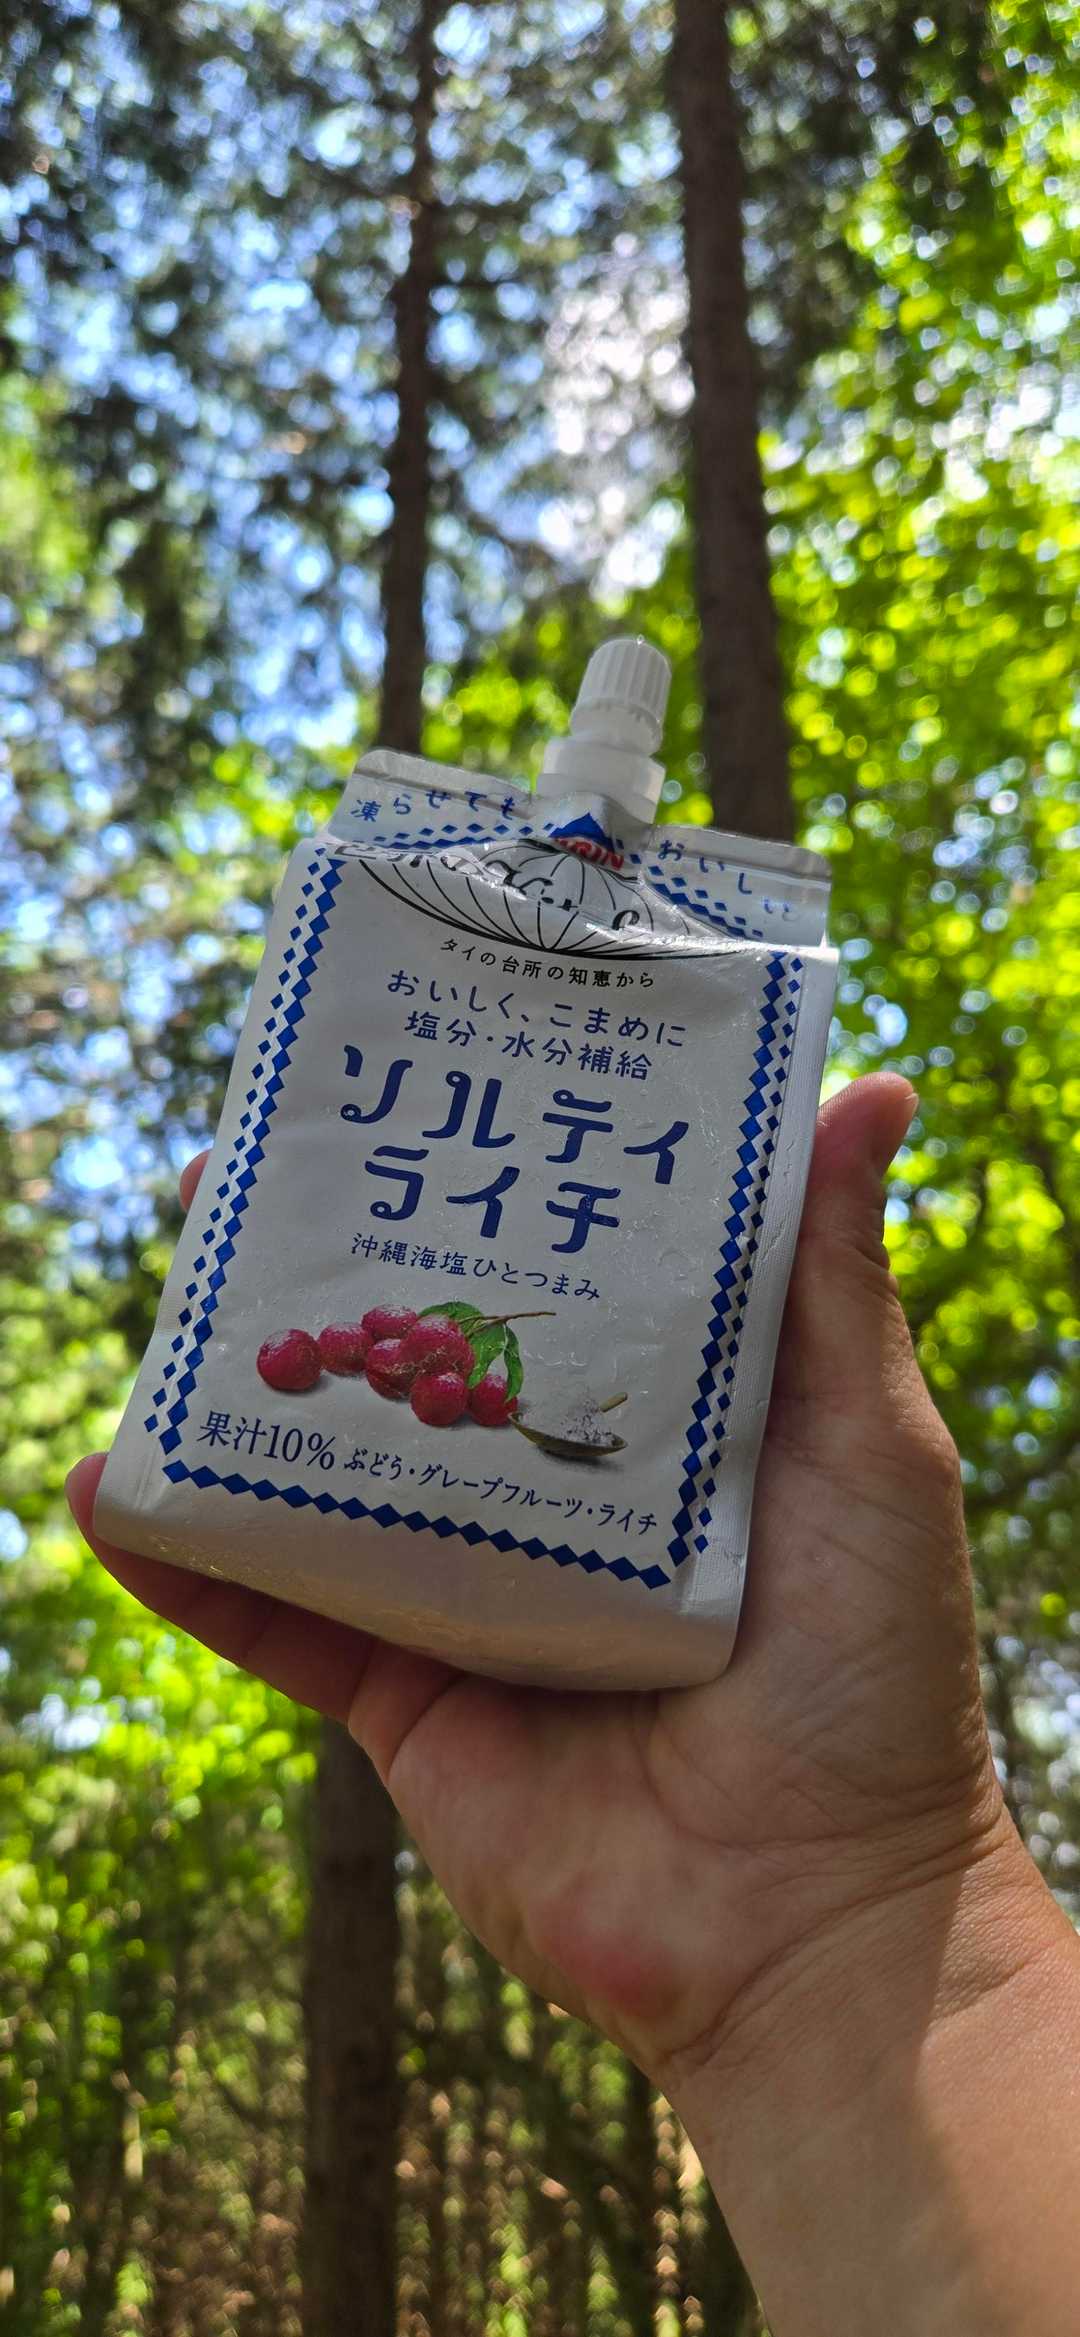 凍らせても おいしい
KIRIN
タイの台所の知恵から
おいしく、こまめに
塩分・水分補給
ソルティ
ライチ
沖縄海塩ひとつまみ
果汁10% ぶどう・グレープフルーツ・ライチ